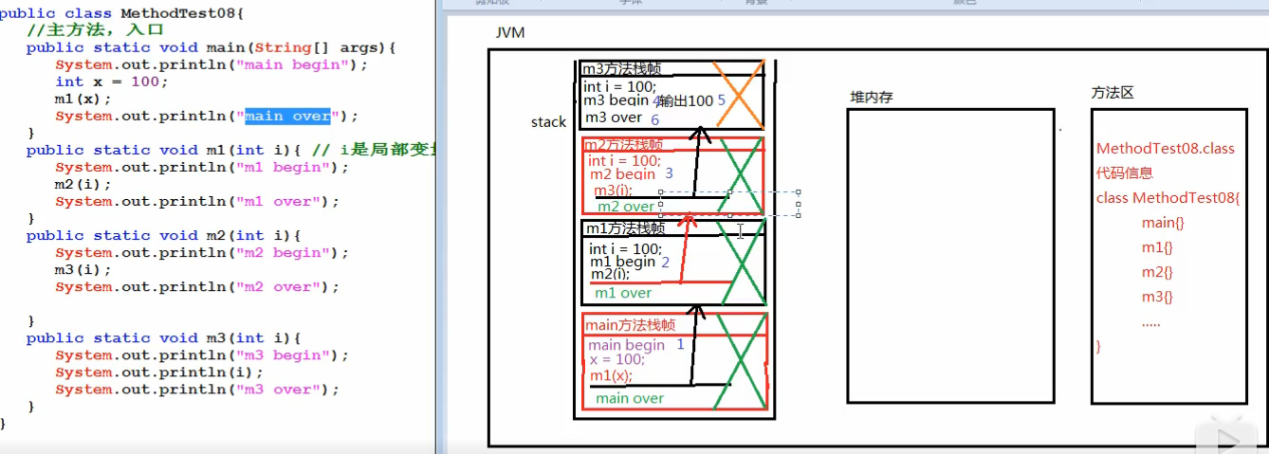 public class MethodTest08{
//主方法，入口
public static void main(String[] args){
System.out.println("main begin");
int x = 100;
m1(x);
System.out.println("main over");
}
public static void m1(int i){ // i是局部变量
System.out.println("m1 begin");
m2(i);
System.out.println("m1 over");
}
public static void m2(int i){
System.out.println("m2 begin");
m3(i);
System.out.println("m2 over");
}
public static void m3(int i){
System.out.println("m3 begin");
System.out.println(i);
System.out.println("m3 over");
}
}
JVM
stack
m3方法栈帧
int i = 100;
m3 begin 4 输出100 5
m3 over 6
m2方法栈帧
int i = 100;
m2 begin 3
m3(i);
m2 over
m1方法栈帧
int i = 100;
m1 begin 2
m2(i);
m1 over
main方法栈帧
main begin 1
x = 100;
m1(x);
main over
堆内存
方法区
MethodTest08.class
代码信息
class MethodTest08{
main{}
m1{}
m2{}
m3{}
.....
}